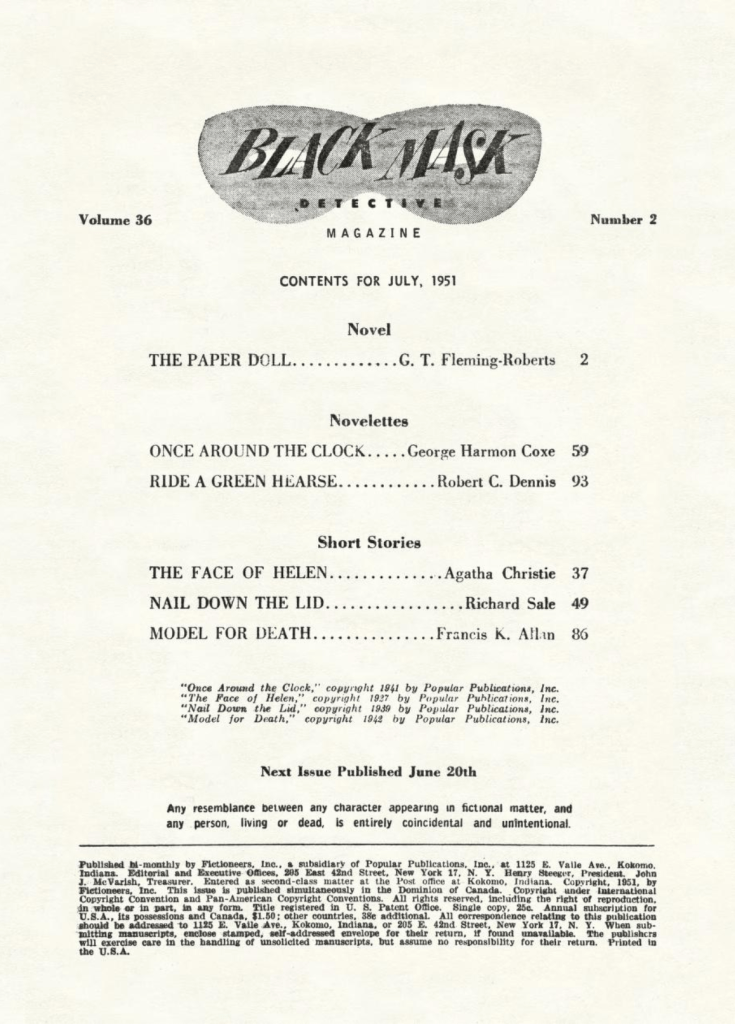 BLACK MASK
DETECTIVE
MAGAZINE
Volume 36
Number 2
CONTENTS FOR JULY, 1951
Novel
THE PAPER DOLL.............G. T. Fleming-Roberts 2
Novelettes
ONCE AROUND THE CLOCK.....George Harmon Coxe 59
RIDE A GREEN HEARSE............Robert C. Dennis 93
Short Stories
THE FACE OF HELEN..............Agatha Christie 37
NAIL DOWN THE LID.................Richard Sale 49
MODEL FOR DEATH...............Francis K. Allan 86
"Once Around the Clock," copyright 1941 by Popular Publications, Inc.
"The Face of Helen," copyright 1927 by Popular Publications, Inc.
"Nail Down the Lid," copyright 1939 by Popular Publications, Inc.
"Model for Death," copyright 1942 by Popular Publications, Inc.
Next Issue Published June 20th
Any resemblance between any character appearing in fictional matter, and
any person, living or dead, is entirely coincidental and unintentional.
Published bi-monthly by Fictioneers, Inc., a subsidiary of Popular Publications, Inc., at 1125 E. Vaile Ave., Kokomo,
Indiana. Editorial and Executive Offices, 205 East 42nd Street, New York 17, N. Y. Henry Steeger, President. John
J. McVarish, Treasurer. Entered as second-class matter at the Post office at Kokomo, Indiana. Copyright, 1951, by
Fictioneers, Inc. This issue is published simultaneously in the Dominion of Canada. Copyright under International
Copyright Convention and Pan-American Copyright Conventions. All rights reserved, including the right of reproduction,
in whole or in part, in any form. Title registered in U. S. Patent Office. Single copy, 25c. Annual subscription for
U.S.A., its possessions and Canada, $1.50; other countries, 38c additional. All correspondence relating to this publication
should be addressed to 1125 E. Vaile Ave., Kokomo, Indiana, or 205 E. 42nd Street, New York 17, N. Y. When sub-
mitting manuscripts, enclose stamped, self-addressed envelope for their return, if found unavailable. The publishers
will exercise care in the handling of unsolicited manuscripts, but assume no responsibility for their return. Printed in
the U.S.A.